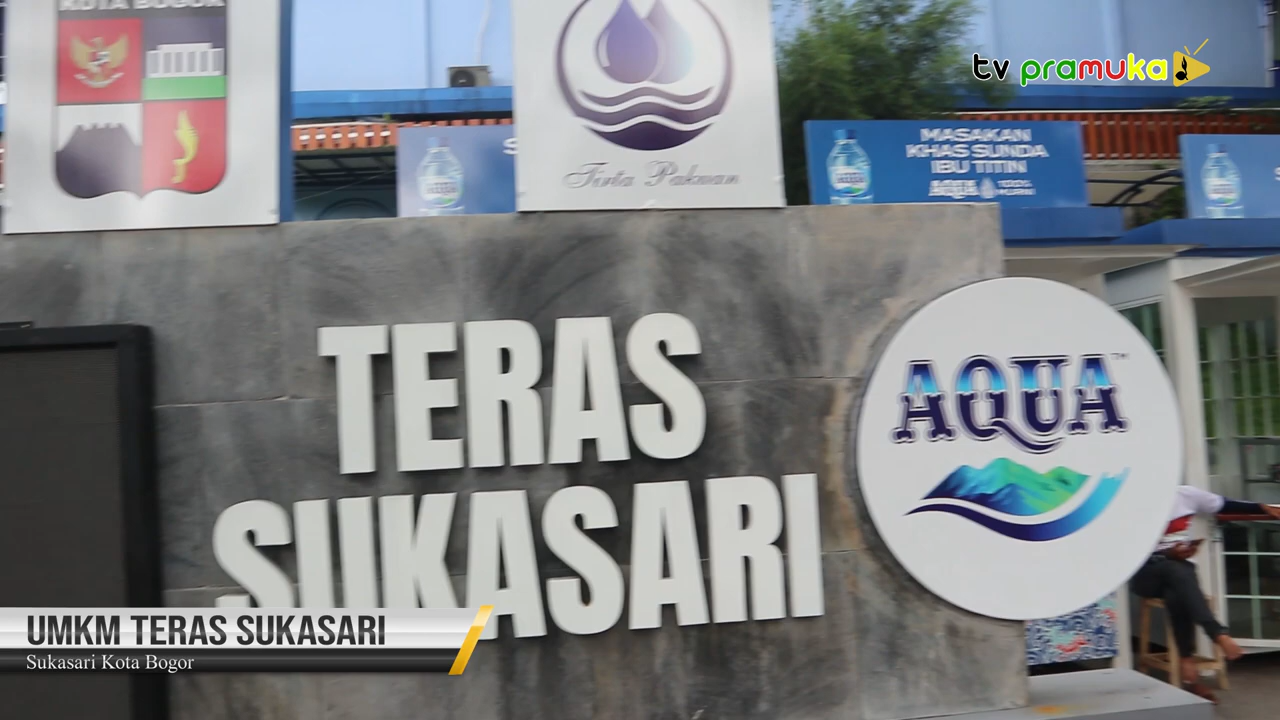 KOTA BOGOR
tv pramuka
Tirta Pakuan
MASAKAN
KHAS SUNDA
IBU TITIN
AQUA
TERAS
SUKASARI
AQUA™
UMKM TERAS SUKASARI
Sukasari Kota Bogor